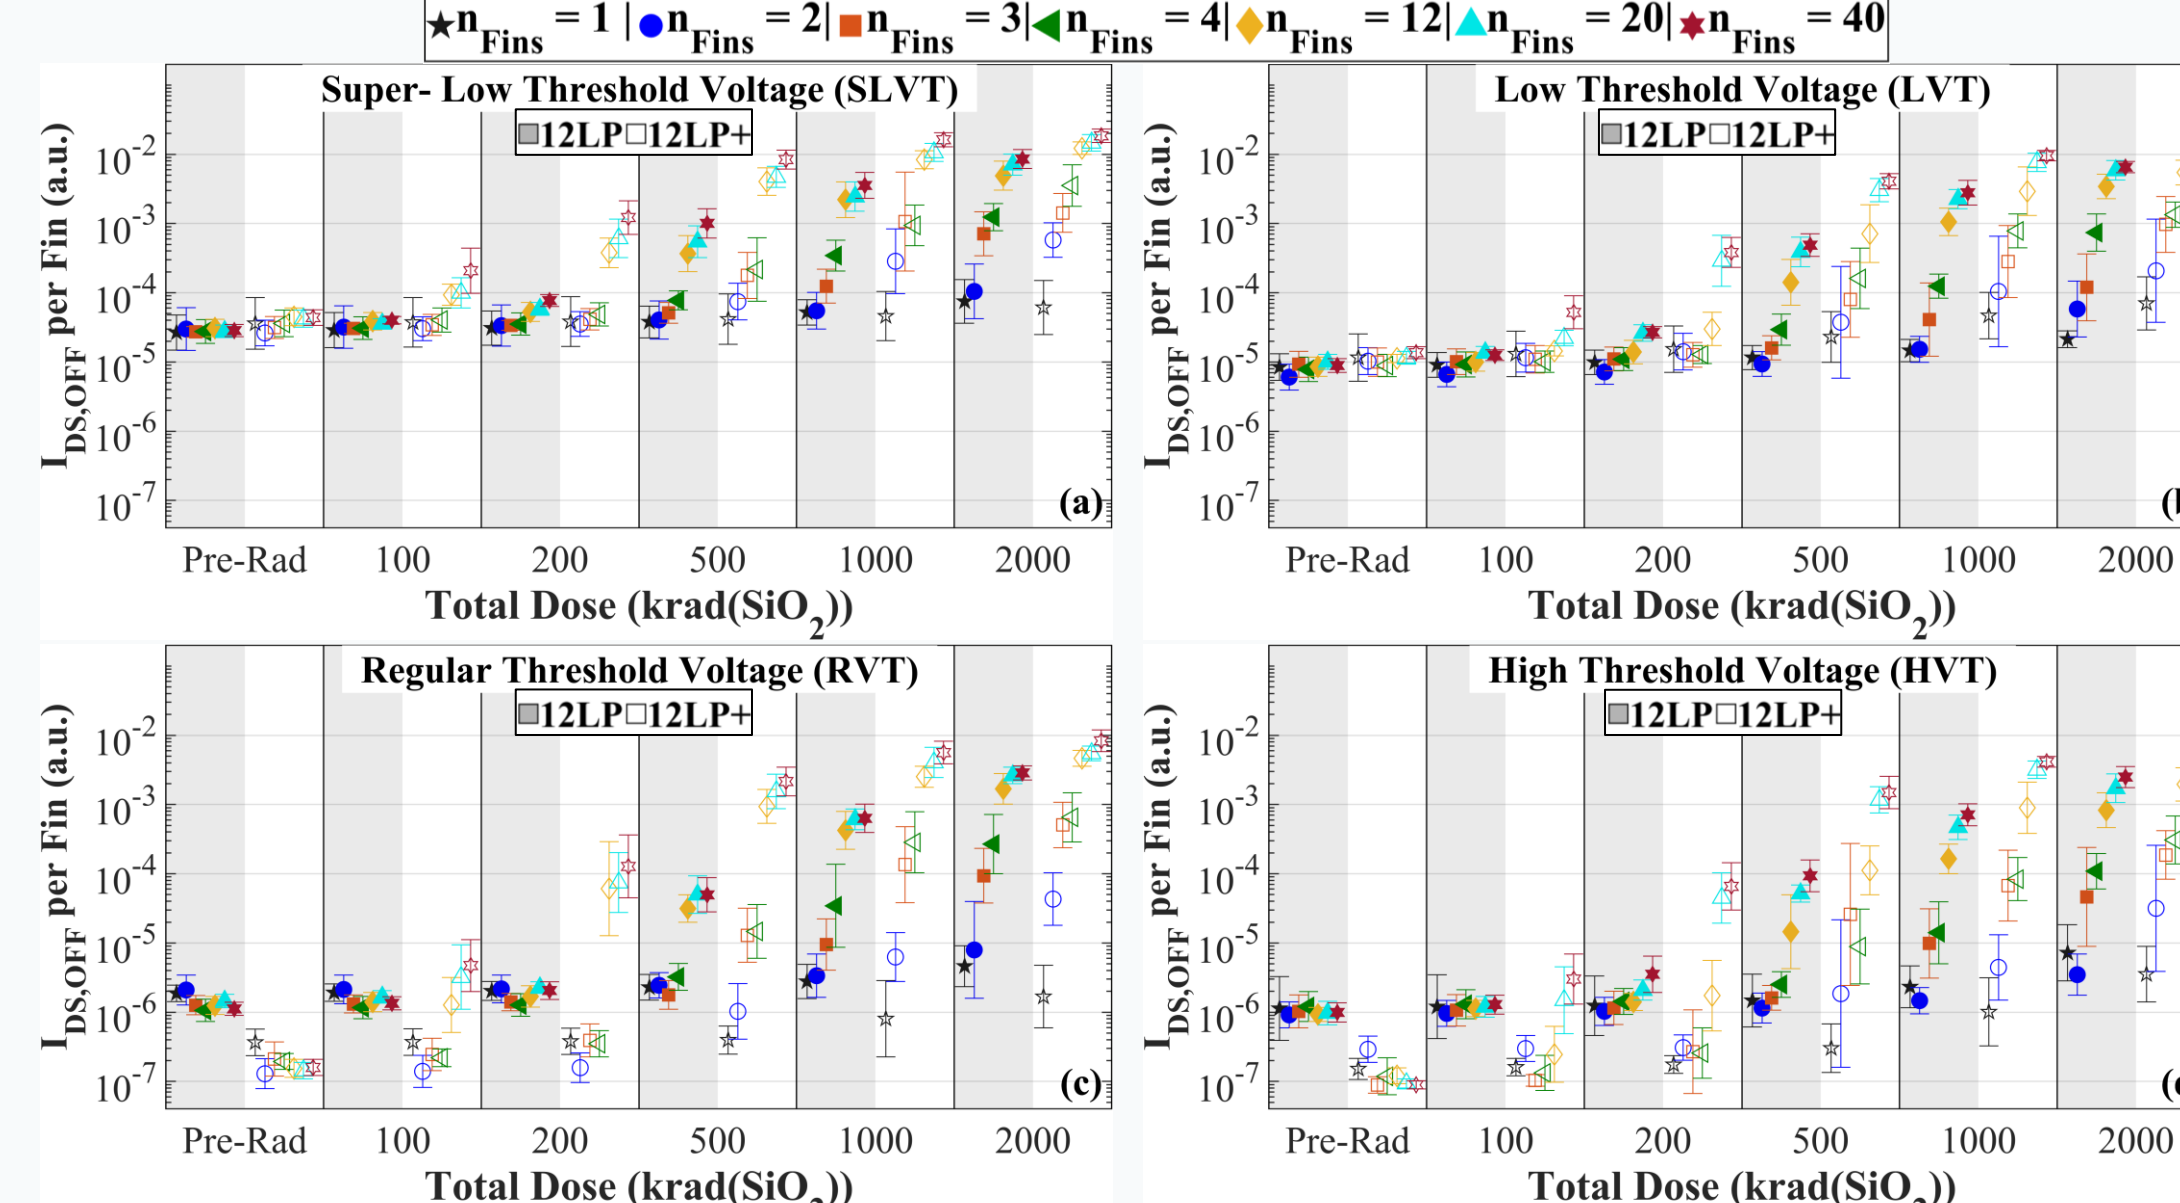 ★n_Fins = 1 | ●n_Fins = 2| ■n_Fins = 3| ◀n_Fins = 4| ◆n_Fins = 12| ▲n_Fins = 20| ✶n_Fins = 40
Super- Low Threshold Voltage (SLVT)
12LP 12LP+
I_DS,OFF per Fin (a.u.)
10^-2
10^-3
10^-4
10^-5
10^-6
10^-7
(a)
Pre-Rad 100 200 500 1000 2000
Total Dose (krad(SiO_2))
Low Threshold Voltage (LVT)
12LP 12LP+
I_DS,OFF per Fin (a.u.)
10^-2
10^-3
10^-4
10^-5
10^-6
10^-7
Pre-Rad 100 200 500 1000 2000
Total Dose (krad(SiO_2))
Regular Threshold Voltage (RVT)
12LP 12LP+
I_DS,OFF per Fin (a.u.)
10^-2
10^-3
10^-4
10^-5
10^-6
10^-7
(c)
Pre-Rad 100 200 500 1000 2000
Total Dose (krad(SiO_2))
High Threshold Voltage (HVT)
12LP 12LP+
I_DS,OFF per Fin (a.u.)
10^-2
10^-3
10^-4
10^-5
10^-6
10^-7
Pre-Rad 100 200 500 1000 2000
Total Dose (krad(SiO_2))